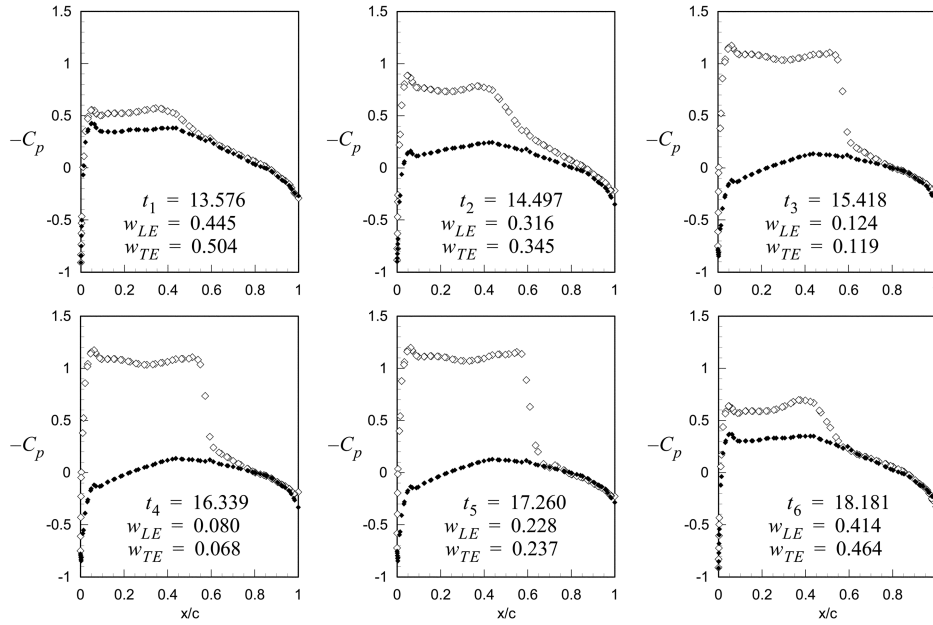 1.5
1
0.5
0
-0.5
-1
−Cp
t1 = 13.576
wLE = 0.445
wTE = 0.504
0 0.2 0.4 0.6 0.8 1
1.5
1
0.5
0
-0.5
-1
−Cp
t2 = 14.497
wLE = 0.316
wTE = 0.345
0 0.2 0.4 0.6 0.8 1
1.5
1
0.5
0
-0.5
-1
−Cp
t3 = 15.418
wLE = 0.124
wTE = 0.119
0 0.2 0.4 0.6 0.8 1
1.5
1
0.5
0
-0.5
-1
−Cp
t4 = 16.339
wLE = 0.080
wTE = 0.068
0 0.2 0.4 0.6 0.8 1
x/c
1.5
1
0.5
0
-0.5
-1
−Cp
t5 = 17.260
wLE = 0.228
wTE = 0.237
0 0.2 0.4 0.6 0.8 1
x/c
1.5
1
0.5
0
-0.5
-1
−Cp
t6 = 18.181
wLE = 0.414
wTE = 0.464
0 0.2 0.4 0.6 0.8 1
x/c